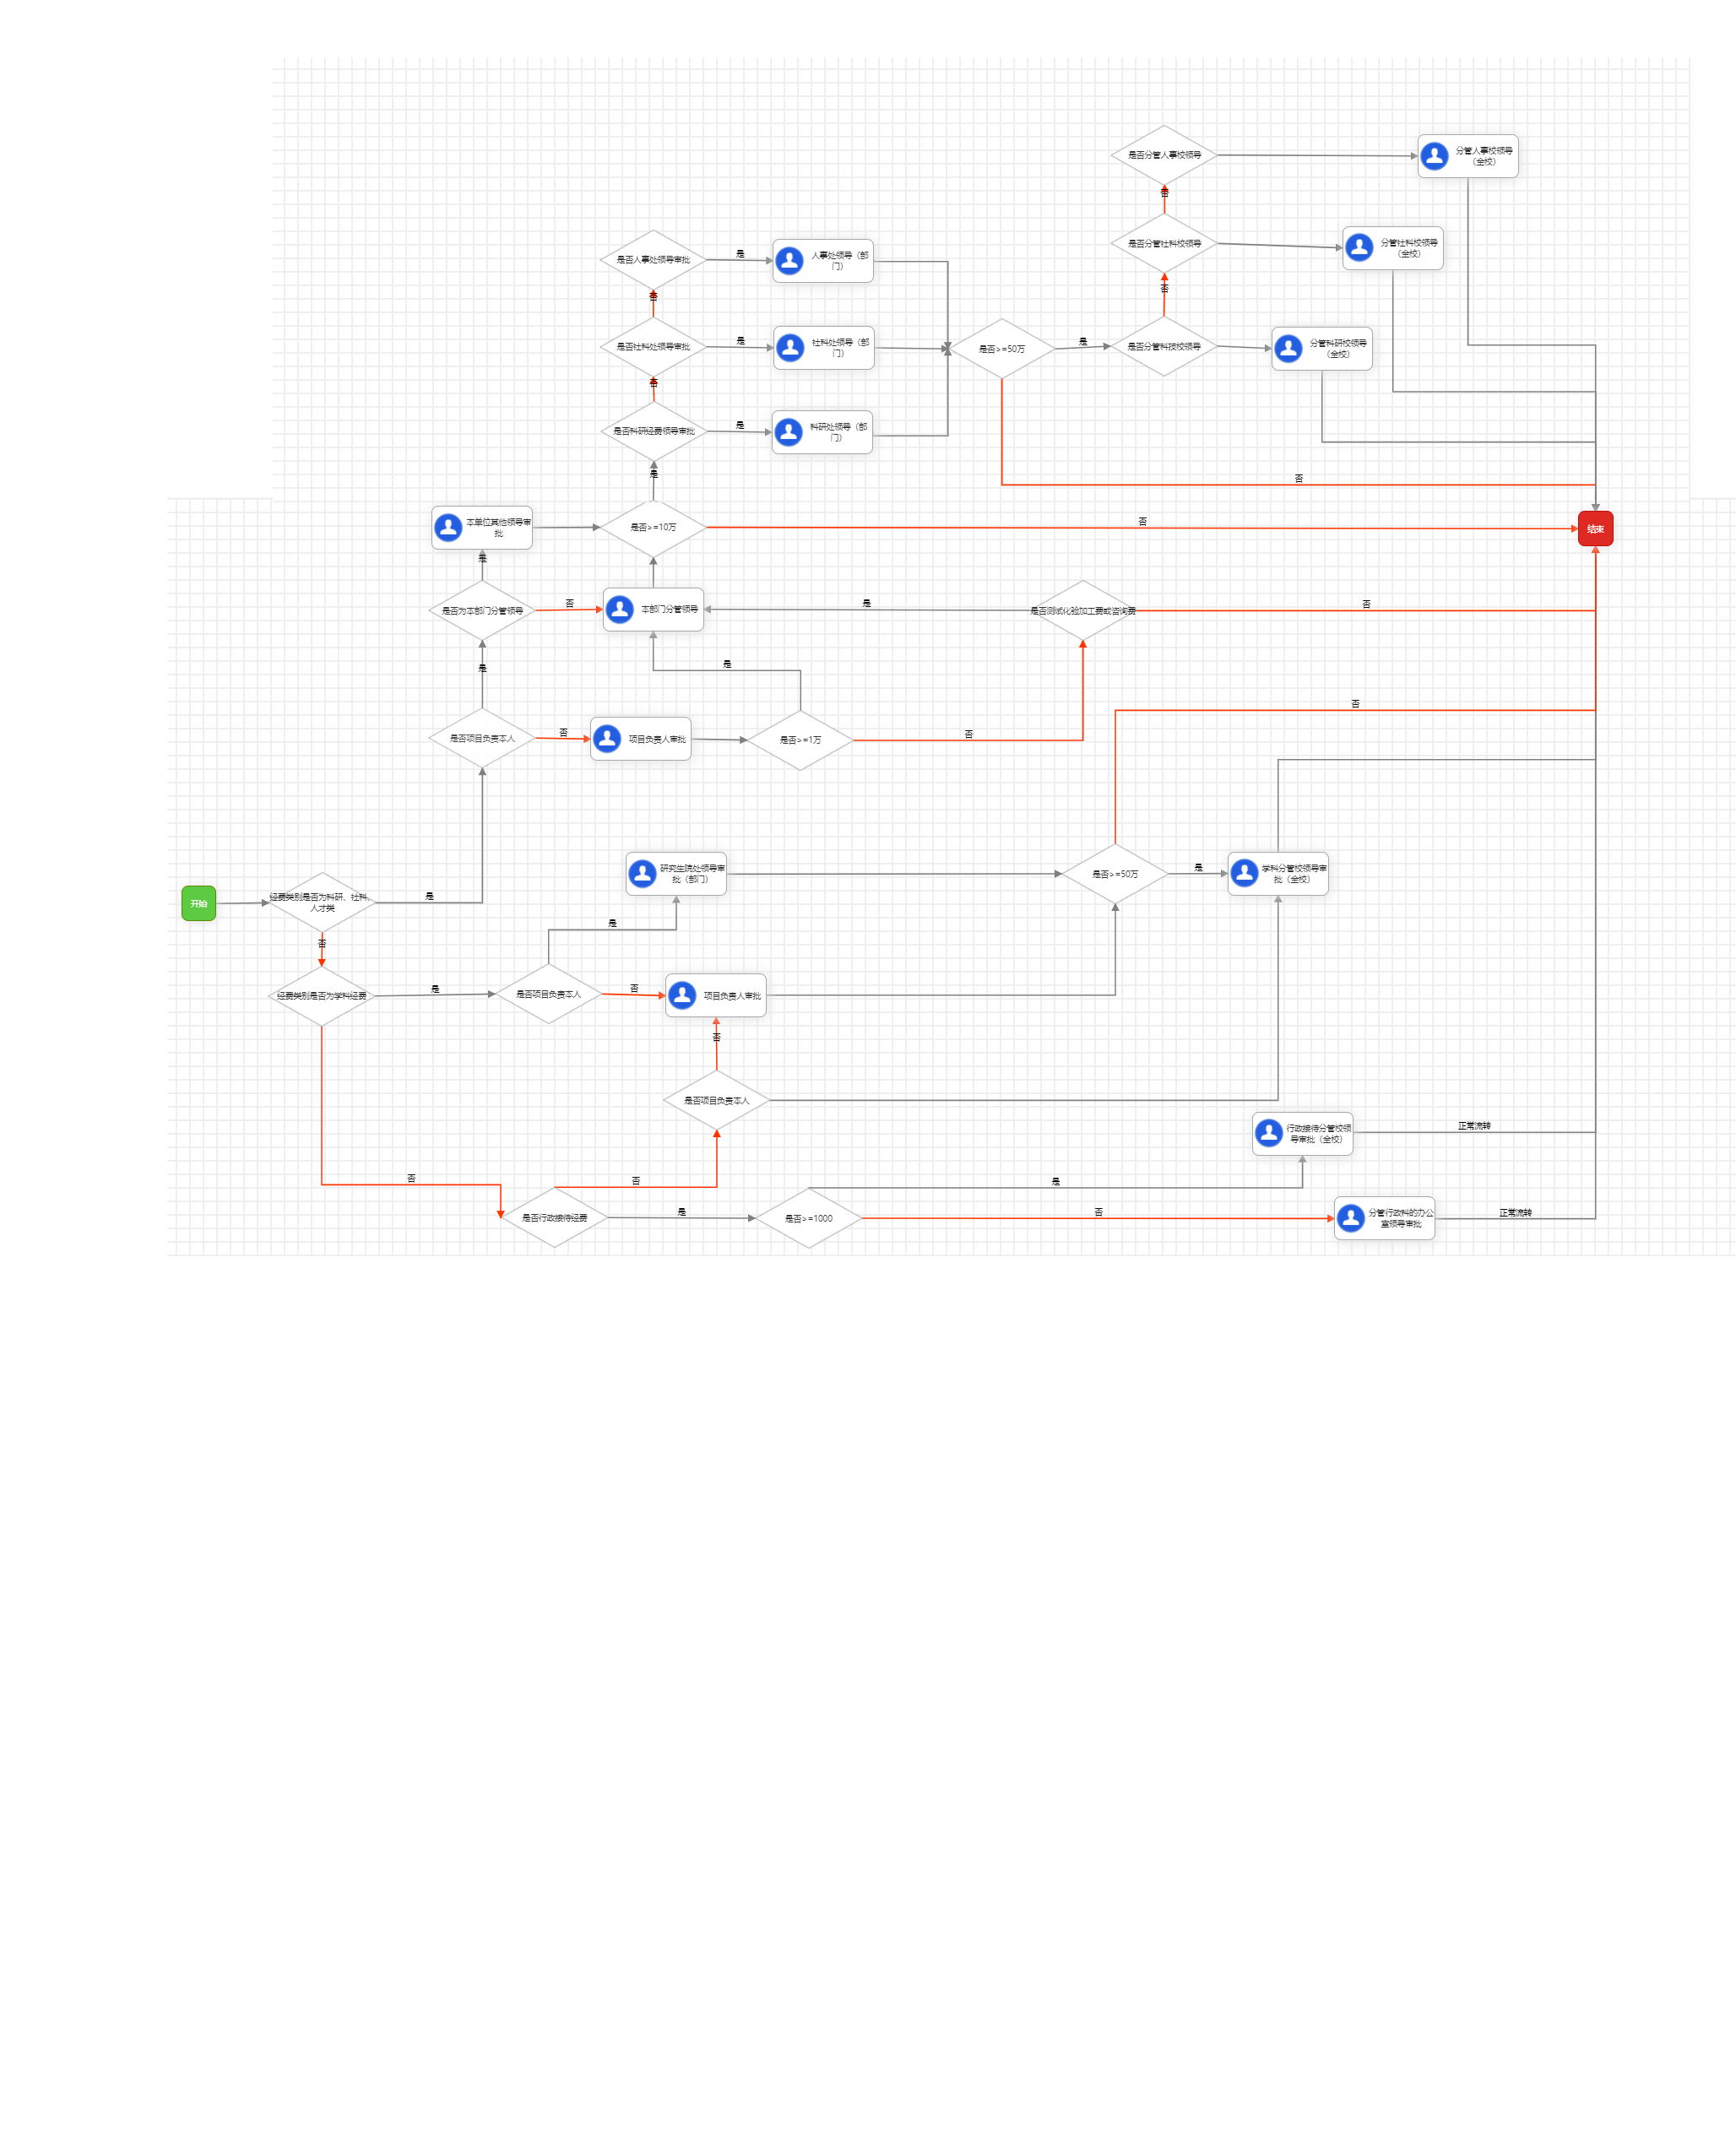 是否分管人事校领导
分管人事校领导
（全校）
否
是否分管社科校领导
分管社科校领导
（全校）
否
是否人事处领导审批
是
人事处领导（部
门）
否
是否社科处领导审批
是
社科处领导（部
门）
是否>=50万
是
是否分管科技校领导
分管科研校领导
（全校）
否
是否科研经费领导审批
是
科研处领导（部
门）
是
否
本单位其他领导审
批
是否>=10万
否
结束
是
是否为本部门分管领导
否
本部门分管领导
是
是否测试化验加工费或咨询费
否
是
是
否
是否项目负责本人
否
项目负责人审批
是否>=1万
否
研究生院处领导审
批（部门）
是否>=50万
是
学科分管校领导审
批（全校）
开始
经费类别是否为科研、社科、
人才类
是
是
否
经费类别是否为学科经费
是
是否项目负责本人
否
项目负责人审批
否
是否项目负责本人
行政接待分管校领
导审批（全校）
正常流转
否
否
是
是否行政接待经费
是
是否>=1000
否
分管行政科的办公
室领导审批
正常流转